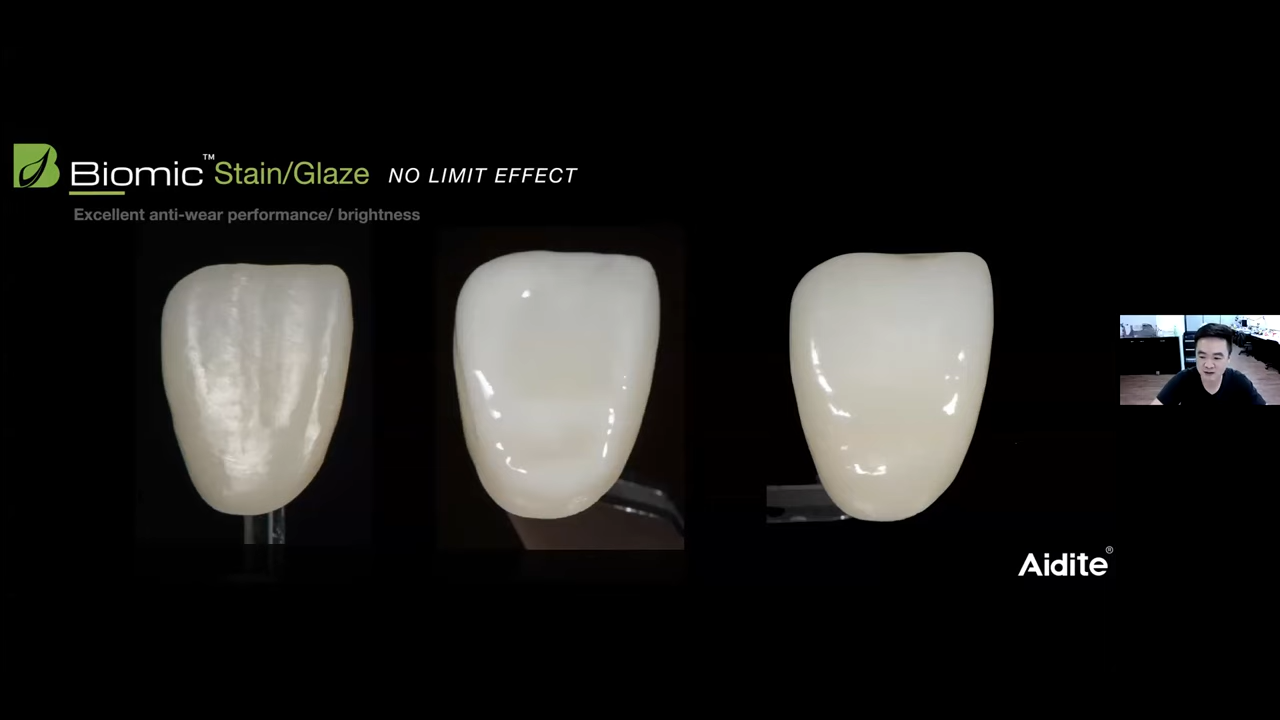 Biomic™ Stain/Glaze NO LIMIT EFFECT
Excellent anti-wear performance/ brightness
Aidite®